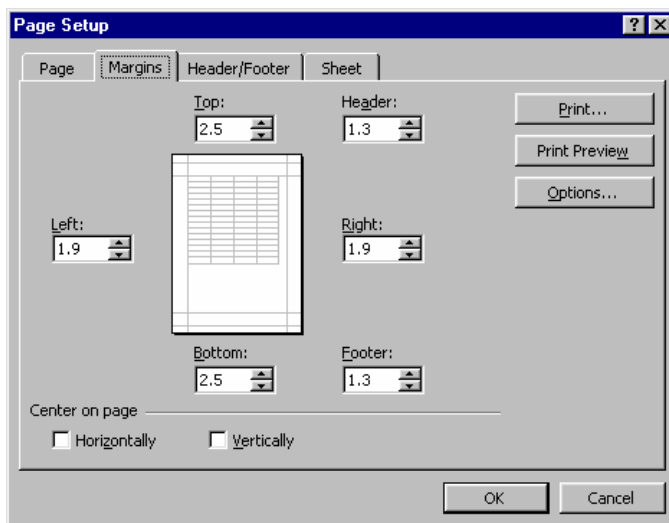 Page Setup
Page Margins Header/Footer Sheet
Top: Header:
2.5 1.3
Print...
Print Preview
Options...
Left: Right:
1.9 1.9
Bottom: Footer:
2.5 1.3
Center on page
Horizontally Vertically
OK Cancel